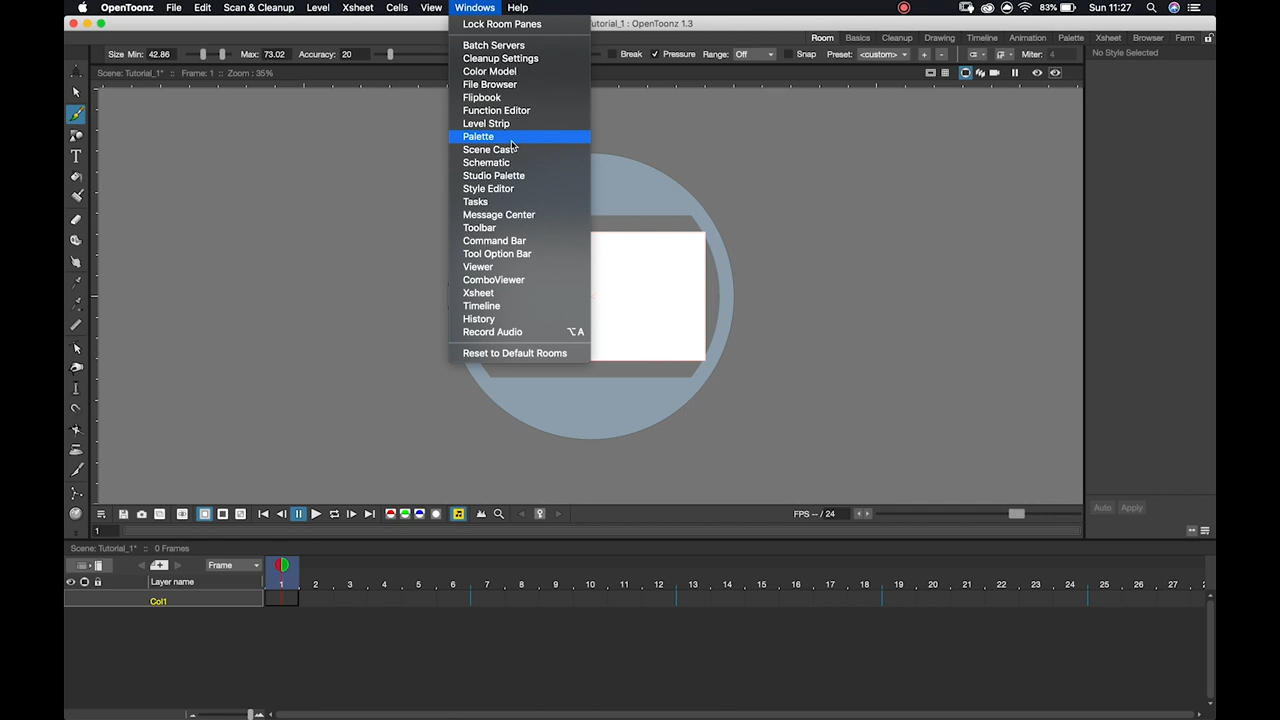 OpenToonz File Edit Scan & Cleanup Level Xsheet Cells View Windows Help 83% Sun 11:27
utorial_1* : OpenToonz 1.3
Room Basics Cleanup Drawing Timeline Animation Palette Xsheet Browser Farm
Size Min: 42.86 Max: 73.02 Accuracy: 20 Break Pressure Range: Off Snap Preset: <custom> + - Miter: 4
No Style Selected
Scene: Tutorial_1* :: Frame: 1 :: Zoom : 35%
Lock Room Panes
Batch Servers
Cleanup Settings
Color Model
File Browser
Flipbook
Function Editor
Level Strip
Palette
Scene Cast
Schematic
Studio Palette
Style Editor
Tasks
Message Center
Toolbar
Command Bar
Tool Option Bar
Viewer
ComboViewer
Xsheet
Timeline
History
Record Audio ⌥A
Reset to Default Rooms
Auto Apply
FPS -- / 24
1
Scene: Tutorial_1* :: 0 Frames
Frame
1 2 3 4 5 6 7 8 9 10 11 12 13 14 15 16 17 18 19 20 21 22 23 24 25 26 27
Layer name
Col1